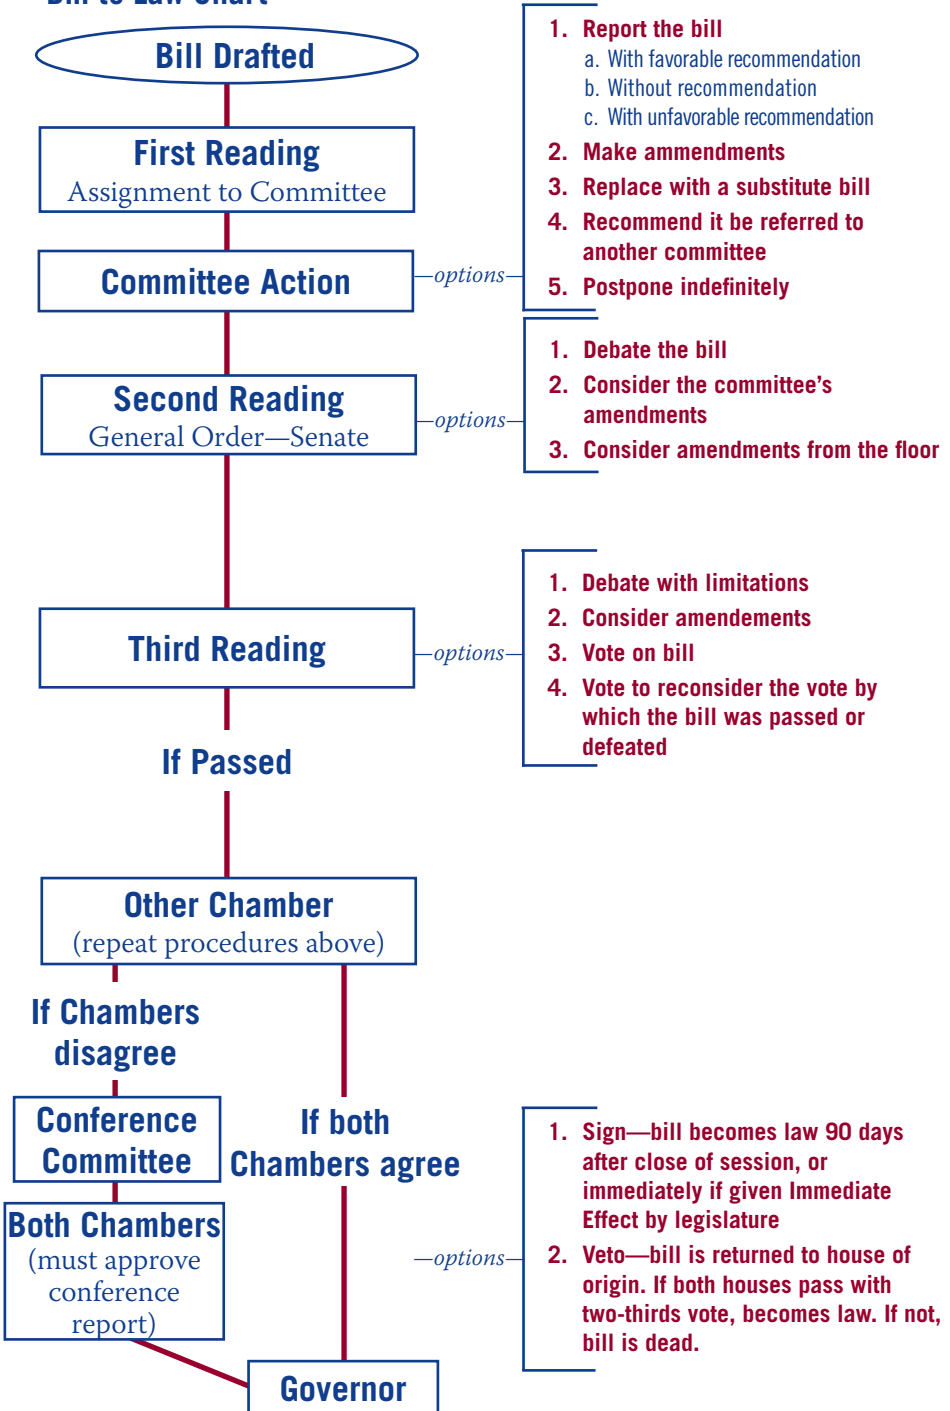 Bill to Law Chart
Bill Drafted
First Reading
Assignment to Committee
Committee Action
—options—
1. Report the bill
a. With favorable recommendation
b. Without recommendation
c. With unfavorable recommendation
2. Make ammendments
3. Replace with a substitute bill
4. Recommend it be referred to
another committee
5. Postpone indefinitely
Second Reading
General Order—Senate
—options—
1. Debate the bill
2. Consider the committee's
amendments
3. Consider amendments from the floor
Third Reading
—options—
1. Debate with limitations
2. Consider amendements
3. Vote on bill
4. Vote to reconsider the vote by
which the bill was passed or
defeated
If Passed
Other Chamber
(repeat procedures above)
If Chambers
disagree
Conference
Committee
Both Chambers
(must approve
conference
report)
If both
Chambers agree
Governor
—options—
1. Sign—bill becomes law 90 days
after close of session, or
immediately if given Immediate
Effect by legislature
2. Veto—bill is returned to house of
origin. If both houses pass with
two-thirds vote, becomes law. If not,
bill is dead.